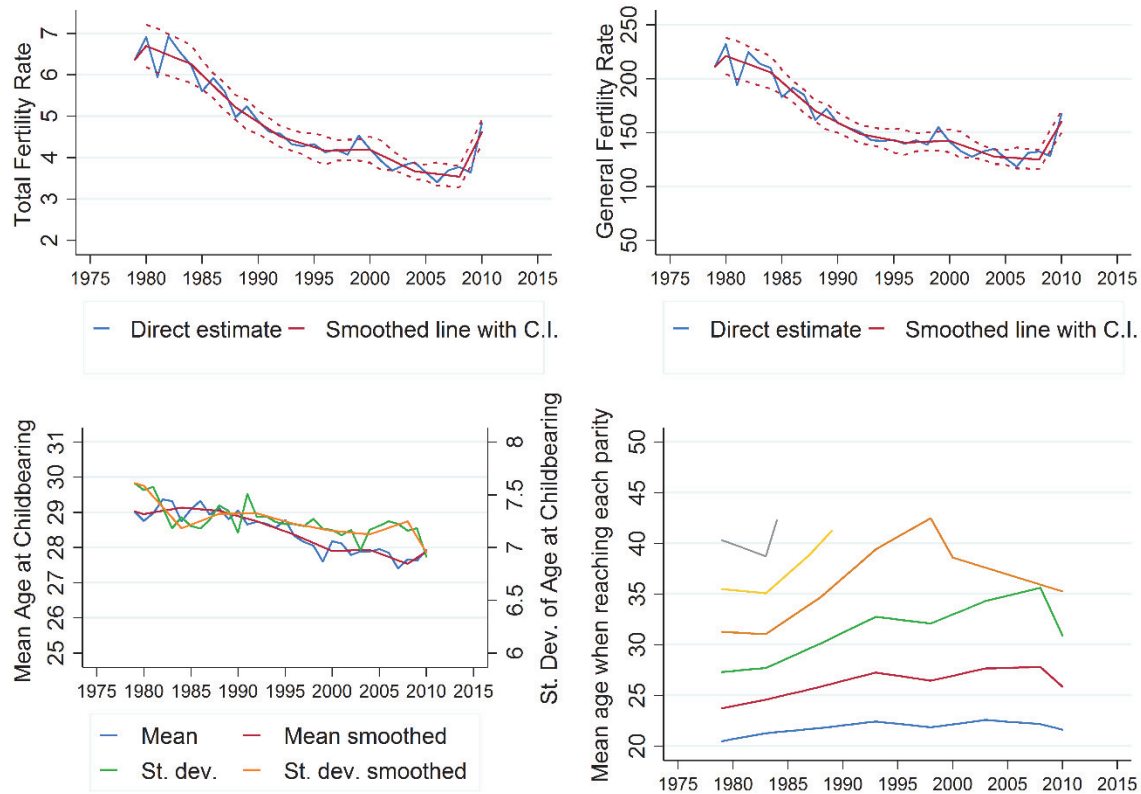 Total Fertility Rate
7
6
5
4
3
2
1975 1980 1985 1990 1995 2000 2005 2010 2015
Direct estimate Smoothed line with C.I.
General Fertility Rate
250
200
150
100
50
1975 1980 1985 1990 1995 2000 2005 2010 2015
Direct estimate Smoothed line with C.I.
Mean Age at Childbearing
31
30
29
28
27
26
25
St. Dev. of Age at Childbearing
8
7.5
7
6.5
6
1975 1980 1985 1990 1995 2000 2005 2010 2015
Mean Mean smoothed
St. dev. St. dev. smoothed
Mean age when reaching each parity
50
45
40
35
30
25
20
1975 1980 1985 1990 1995 2000 2005 2010 2015